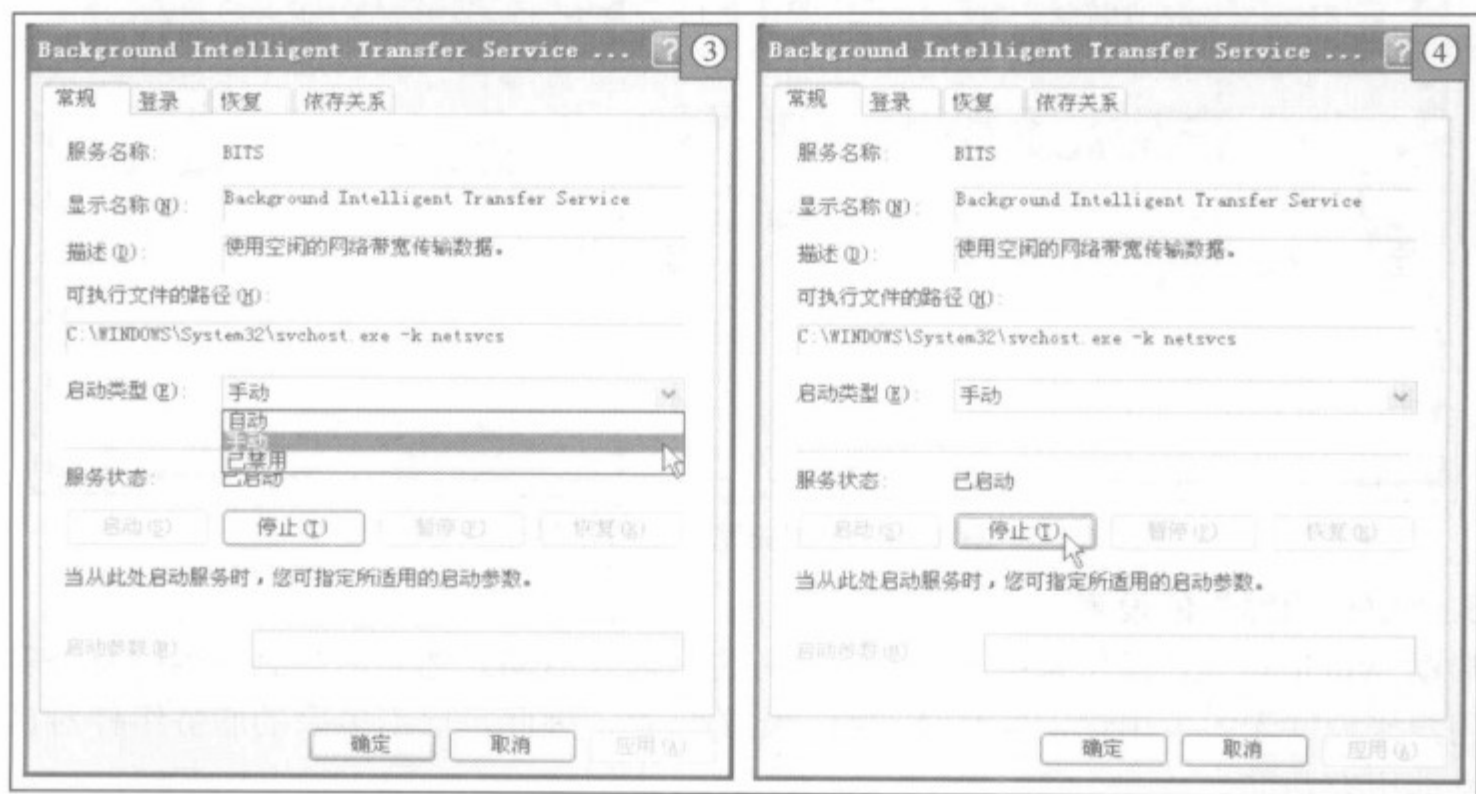 Background Intelligent Transfer Service ... ? ③
常规 登录 恢复 依存关系
服务名称: BITS
显示名称(N): Background Intelligent Transfer Service
描述(D): 使用空闲的网络带宽传输数据。
可执行文件的路径(H):
C:\WINDOWS\System32\svchost.exe -k netsvcs
启动类型(E): 手动
自动
手动
已禁用
服务状态: 已启动
启动(S) 停止(T) 暂停(P) 恢复(R)
当从此处启动服务时，您可指定所适用的启动参数。
启动参数(M)
确定 取消 应用(A)
Background Intelligent Transfer Service ... ? ④
常规 登录 恢复 依存关系
服务名称: BITS
显示名称(N): Background Intelligent Transfer Service
描述(D): 使用空闲的网络带宽传输数据。
可执行文件的路径(H):
C:\WINDOWS\System32\svchost.exe -k netsvcs
启动类型(E): 手动
服务状态: 已启动
启动(S) 停止(T) 暂停(P) 恢复(R)
当从此处启动服务时，您可指定所适用的启动参数。
启动参数(M)
确定 取消 应用(A)